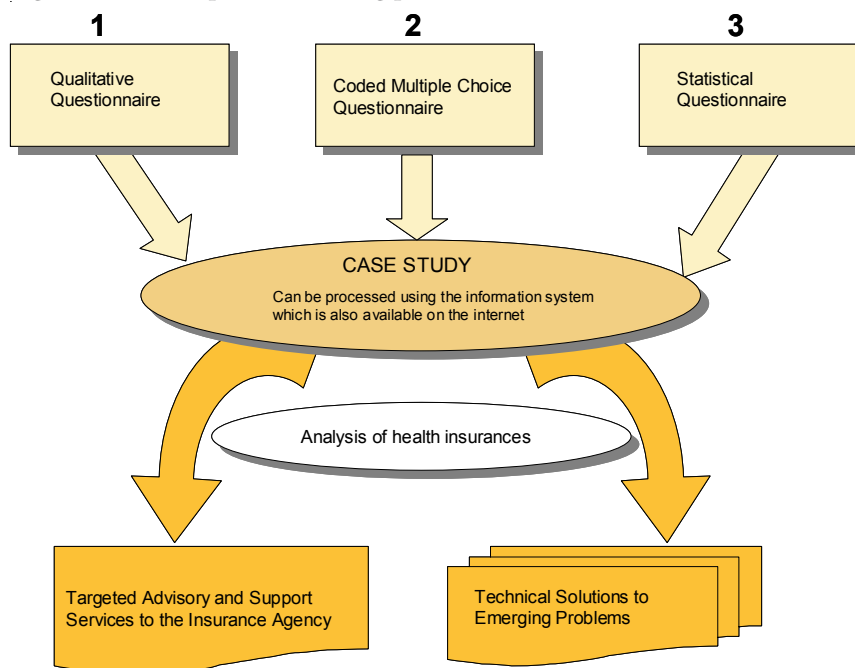 1
2
3
Qualitative
Questionnaire
Coded Multiple Choice
Questionnaire
Statistical
Questionnaire
CASE STUDY
Can be processed using the information system
which is also available on the internet
Analysis of health insurances
Targeted Advisory and Support
Services to the Insurance Agency
Technical Solutions to
Emerging Problems